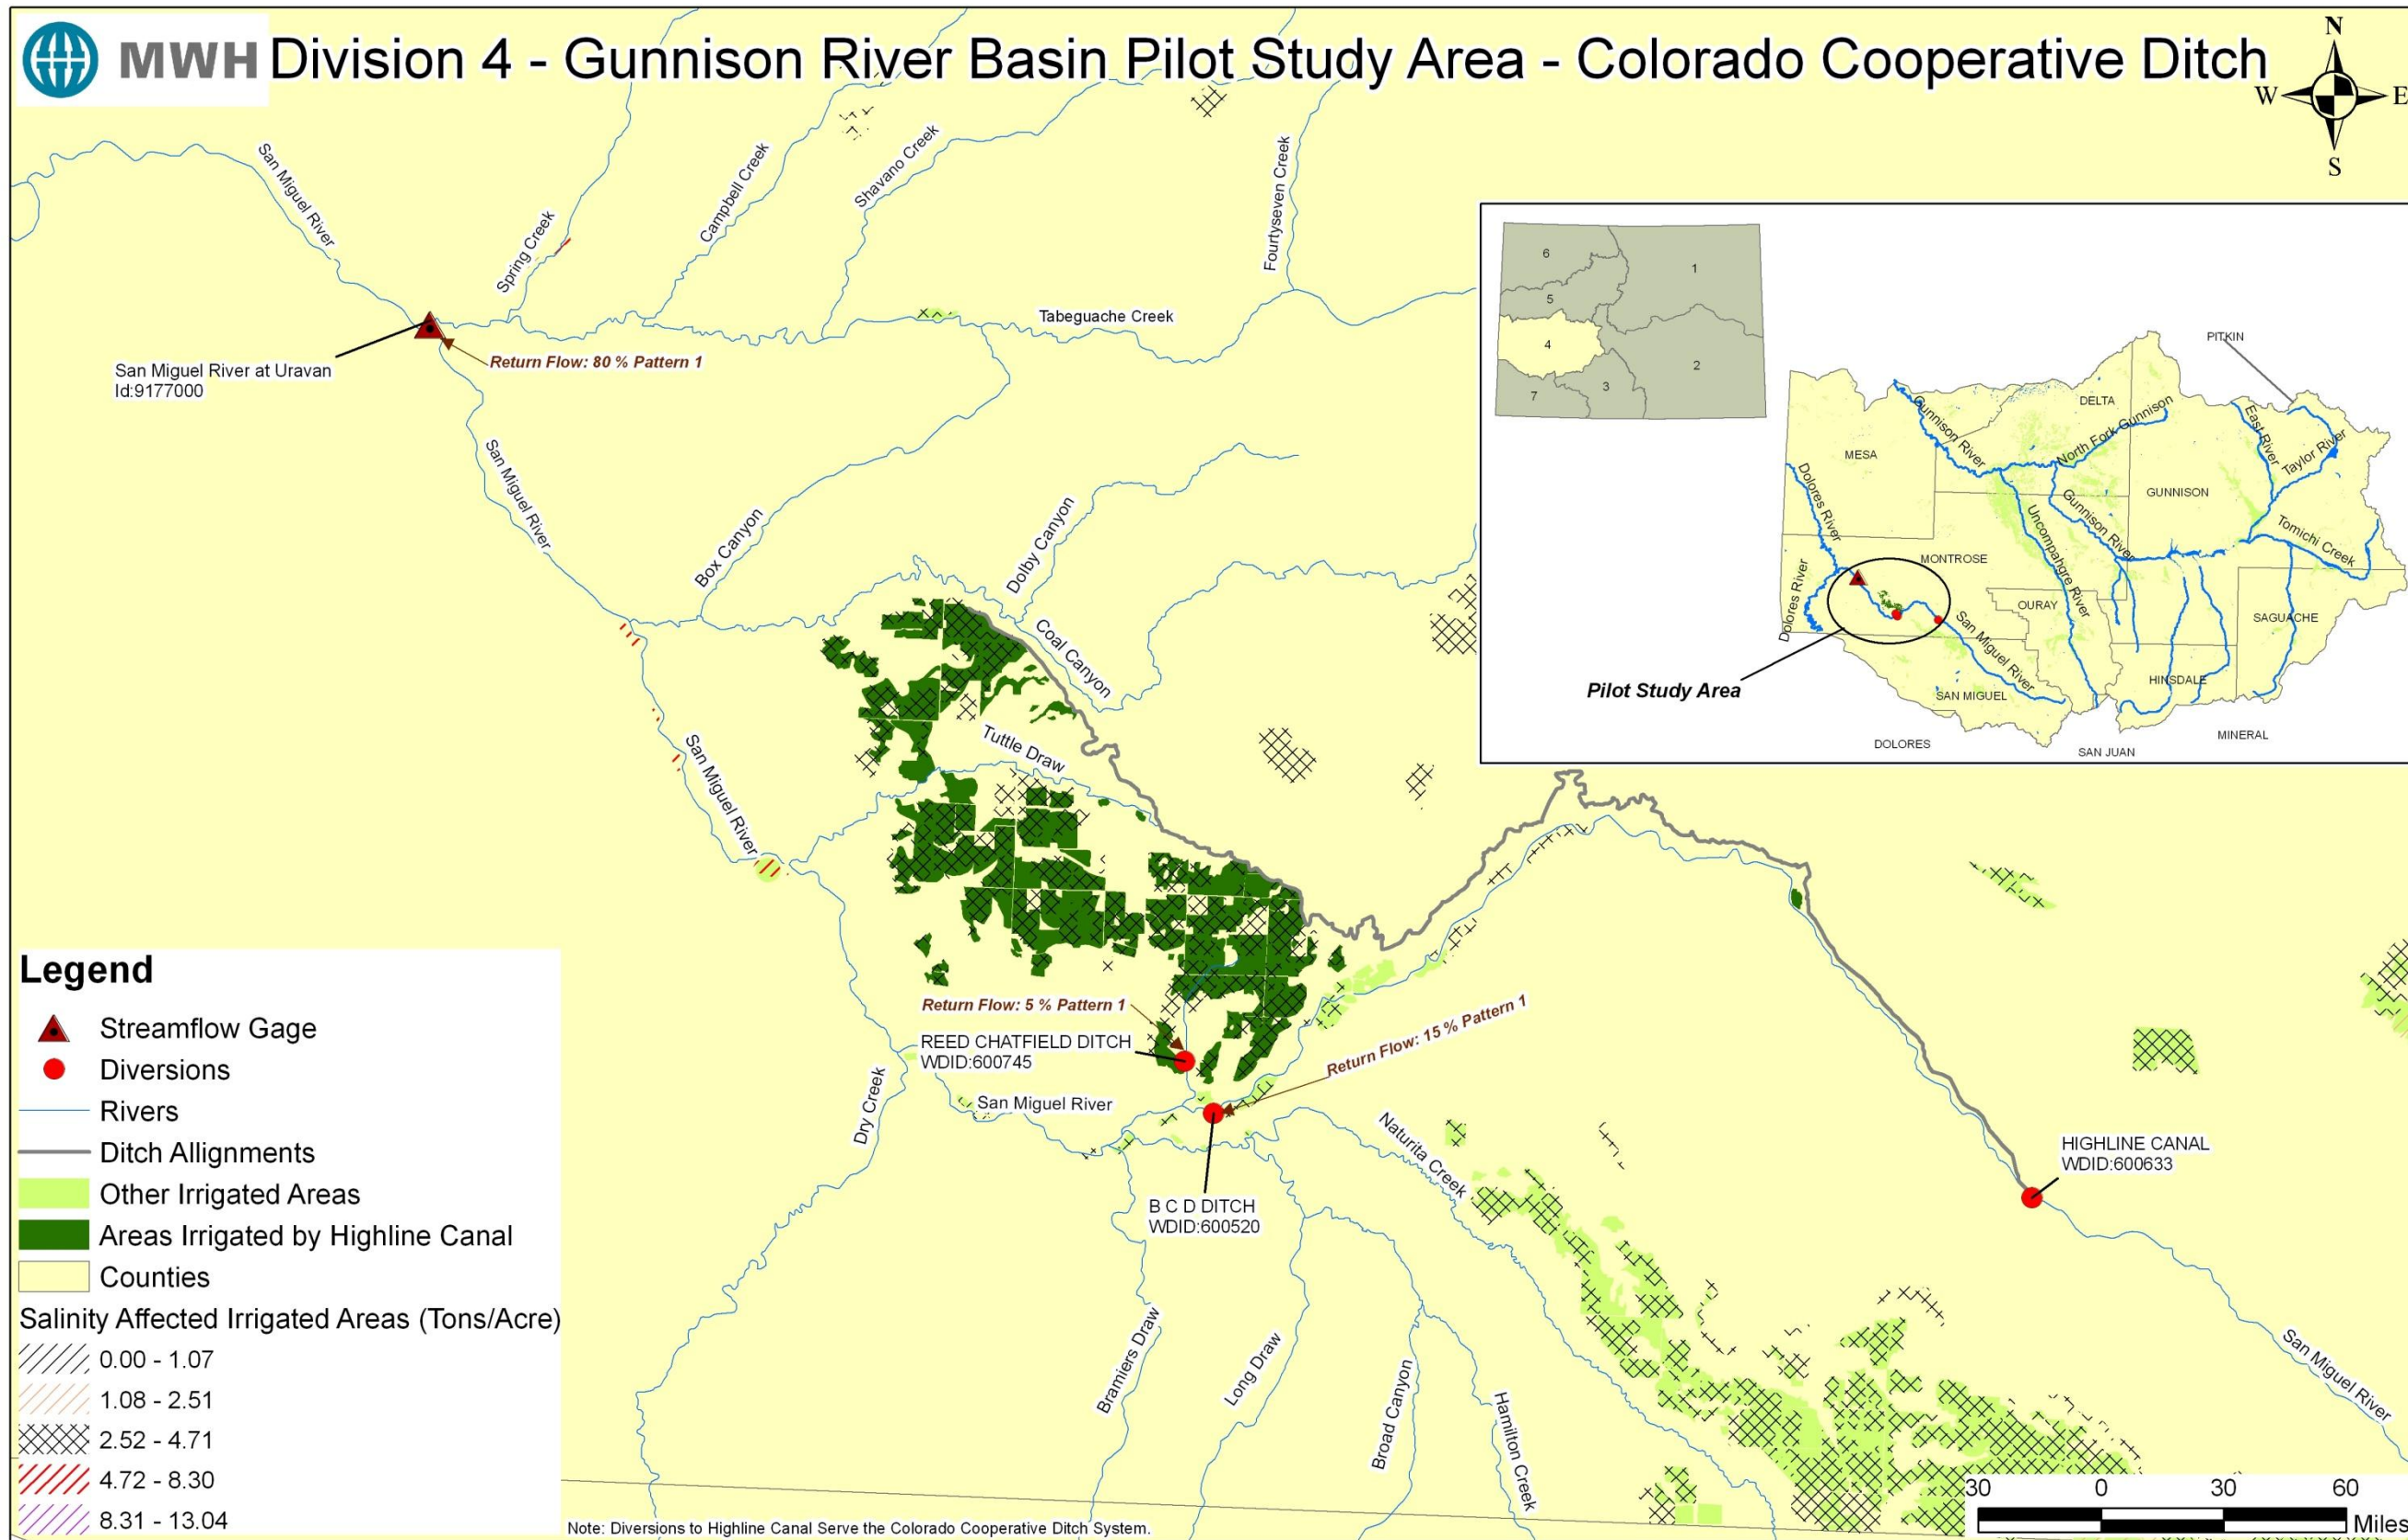 MWH
Division 4 - Gunnison River Basin Pilot Study Area - Colorado Cooperative Ditch
N
W
E
S
San Miguel River
Spring Creek
Campbell Creek
Shavano Creek
Fourtyseven Creek
Tabeguache Creek
San Miguel River at Uravan
Id:9177000
Return Flow: 80 % Pattern 1
San Miguel River
Box Canyon
Dolby Canyon
Coal Canyon
Tuttle Draw
San Miguel River
Return Flow: 5 % Pattern 1
REED CHATFIELD DITCH
WDID:600745
Return Flow: 15 % Pattern 1
Dry Creek
San Miguel River
B C D DITCH
WDID:600520
Naturita Creek
HIGHLINE CANAL
WDID:600633
San Miguel River
Bramiers Draw
Long Draw
Broad Canyon
Hamilton Creek
6
1
5
4
2
3
7
PITKIN
DELTA
MESA
GUNNISON
MONTROSE
OURAY
SAGUACHE
HINSDALE
SAN MIGUEL
DOLORES
SAN JUAN
MINERAL
Gunnison River
North Fork Gunnison
East River
Taylor River
Dolores River
Uncompahgre River
Gunnison River
Tomichi Creek
Dolores River
San Miguel River
Pilot Study Area
Legend
Streamflow Gage
Diversions
Rivers
Ditch Allignments
Other Irrigated Areas
Areas Irrigated by Highline Canal
Counties
Salinity Affected Irrigated Areas (Tons/Acre)
0.00 - 1.07
1.08 - 2.51
2.52 - 4.71
4.72 - 8.30
8.31 - 13.04
Note: Diversions to Highline Canal Serve the Colorado Cooperative Ditch System.
30 0 30 60
Miles